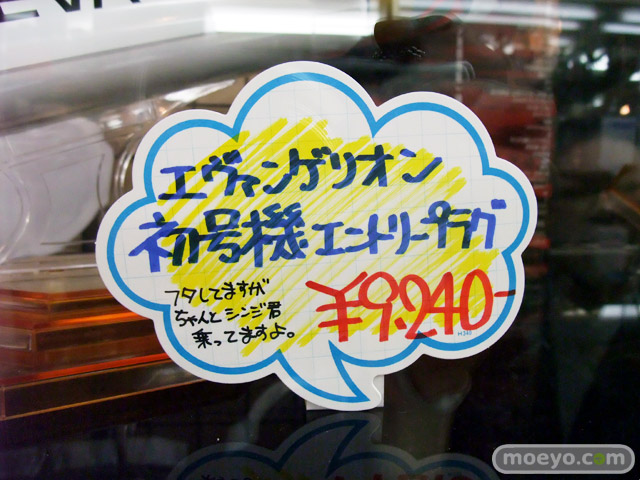 エヴァンゲリオン
初号機エントリープラグ
フタしてますが
ちゃんとシンジ君
乗ってますよ。
¥9.240-
moeyo.com